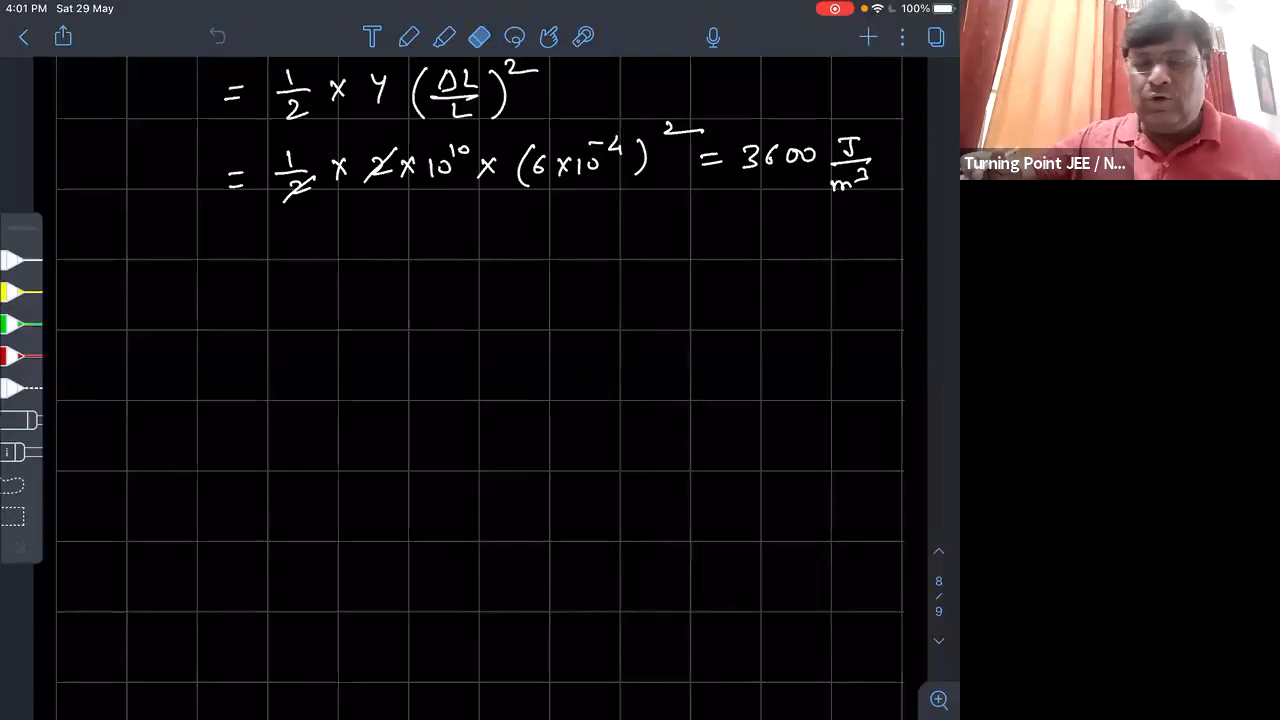 4:01 PM Sat 29 May 100%
= 1/2 × Y (ΔL/L)²
= 1/2 × 2 × 10¹⁰ × (6 × 10⁻⁴)² = 3600 J/m³
Turning Point JEE / N...
8
/
9